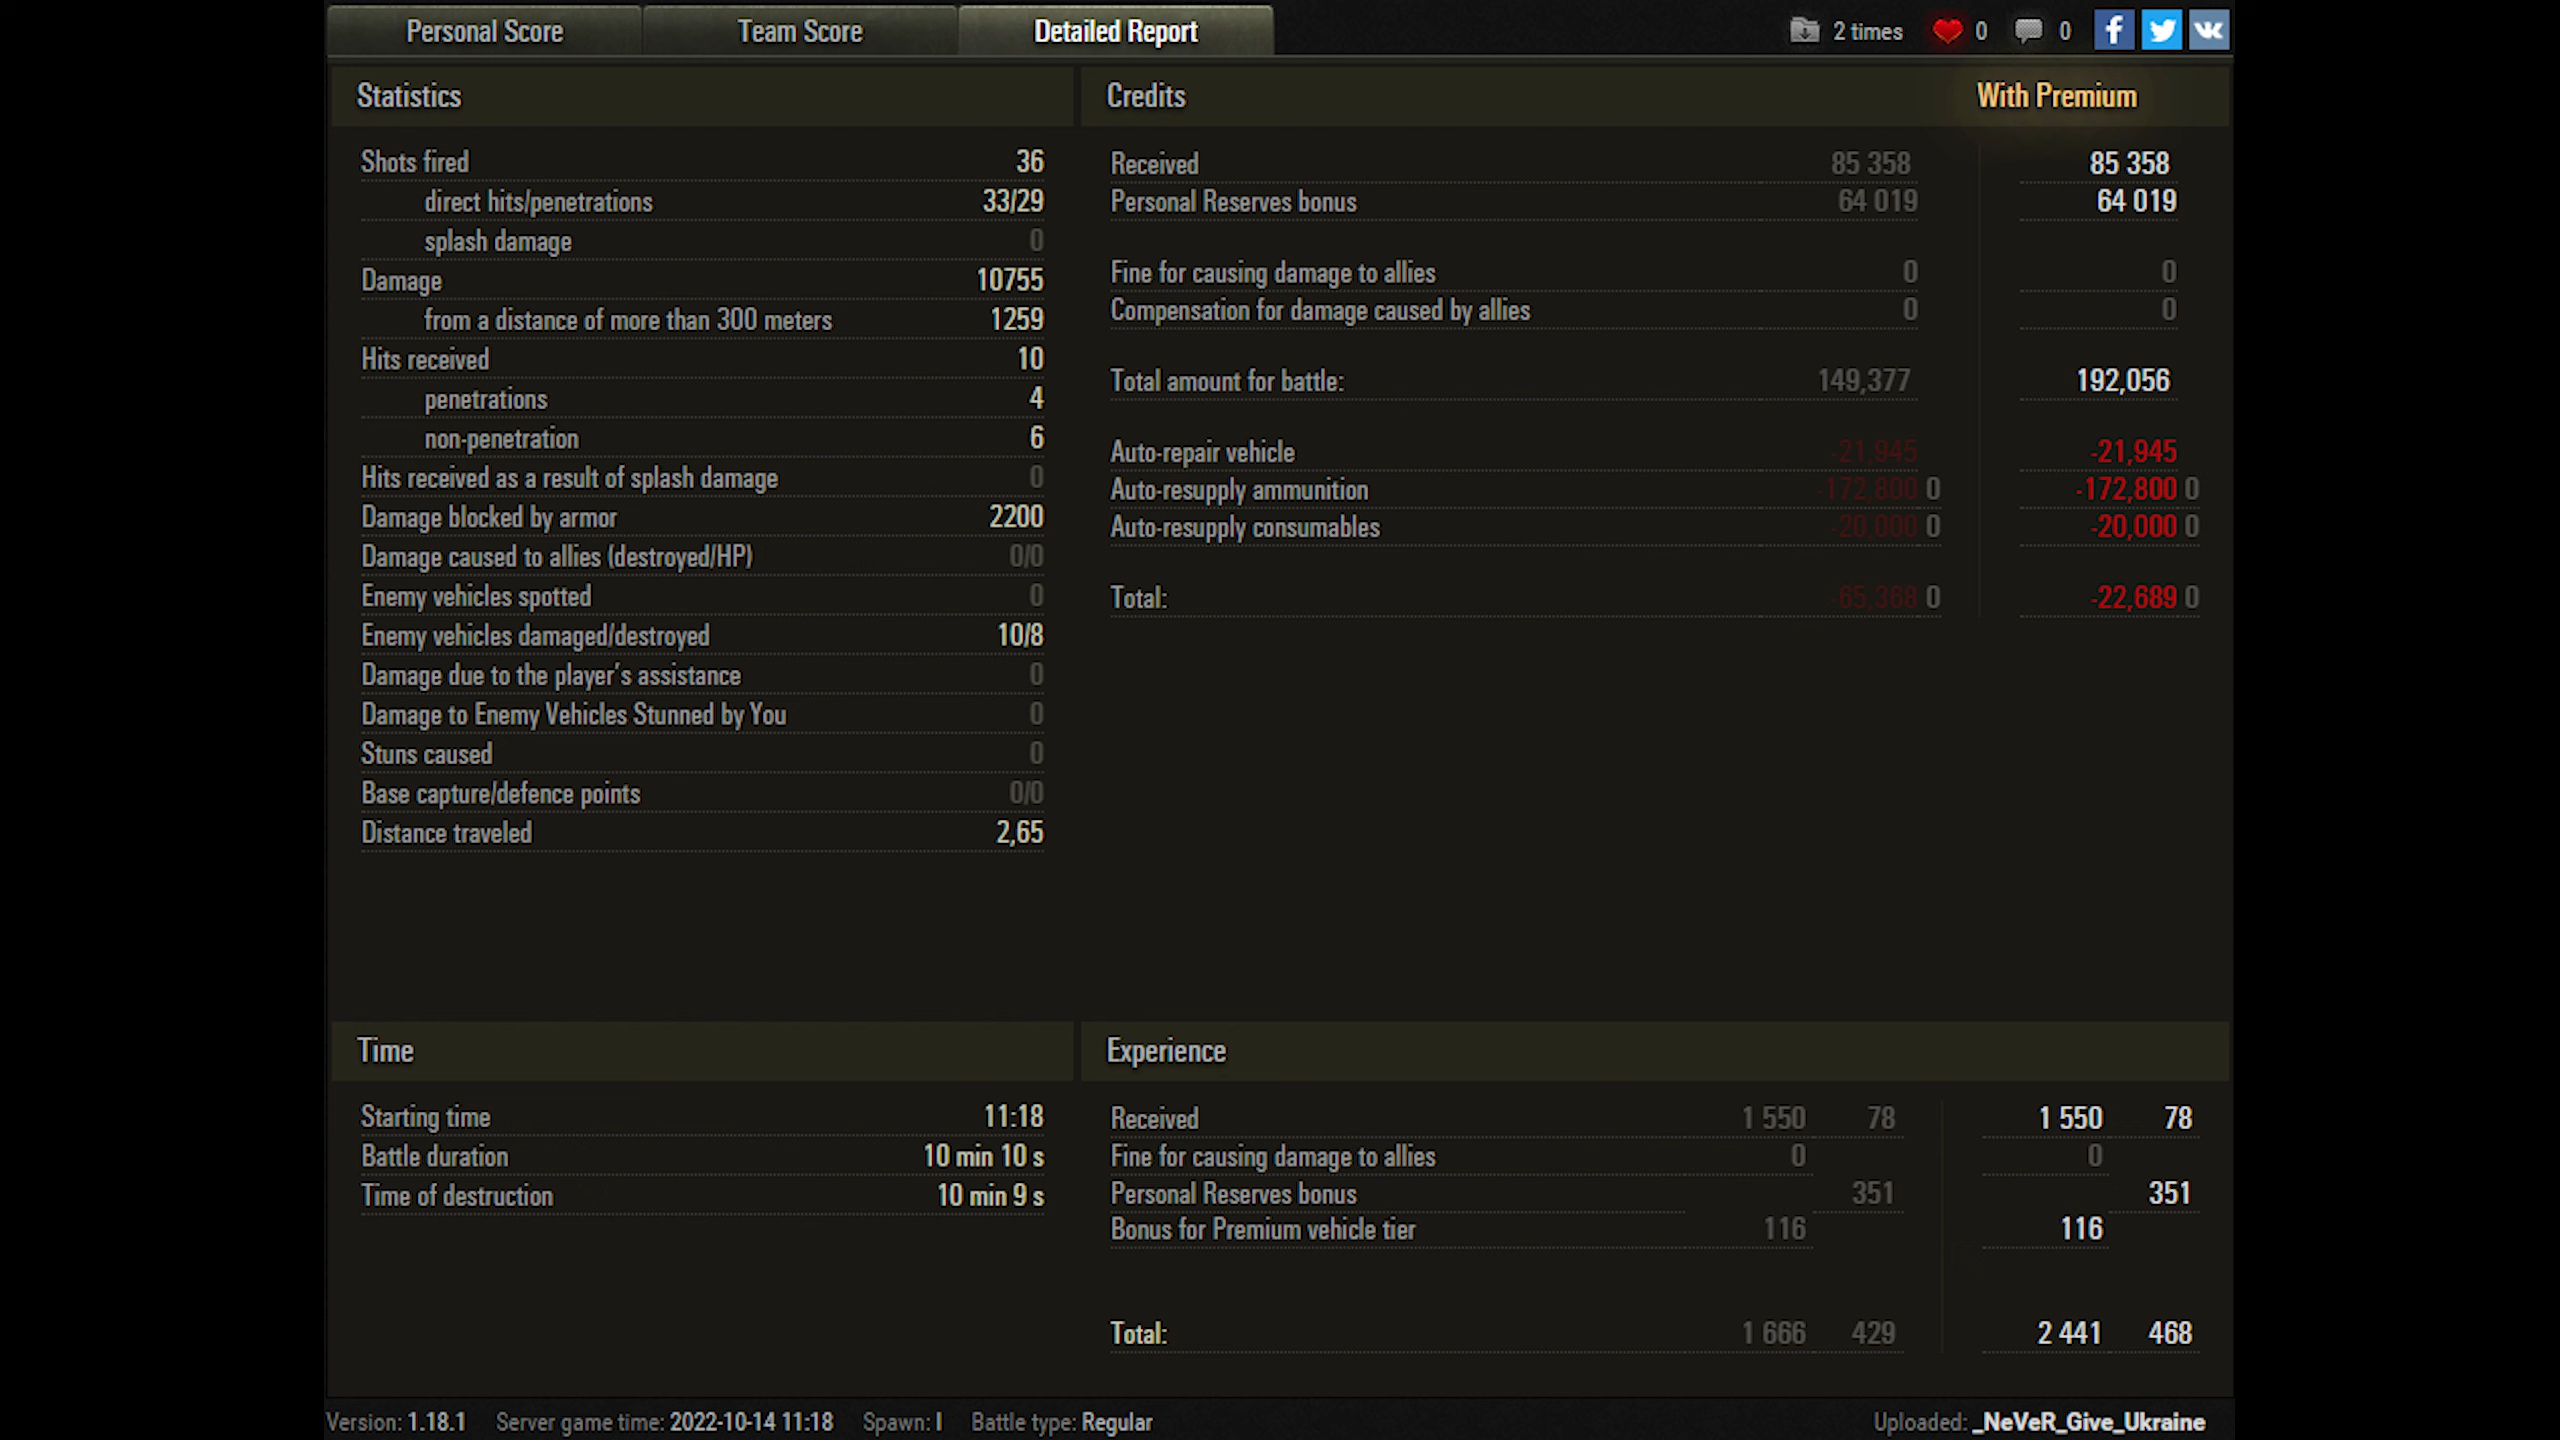 Personal Score Team Score Detailed Report 2 times 0 0
Statistics
Shots fired 36
direct hits/penetrations 33/29
splash damage 0
Damage 10755
from a distance of more than 300 meters 1259
Hits received 10
penetrations 4
non-penetration 6
Hits received as a result of splash damage 0
Damage blocked by armor 2200
Damage caused to allies (destroyed/HP) 0/0
Enemy vehicles spotted 0
Enemy vehicles damaged/destroyed 10/8
Damage due to the player's assistance 0
Damage to Enemy Vehicles Stunned by You 0
Stuns caused 0
Base capture/defence points 0/0
Distance traveled 2,65
Credits With Premium
Received 85 358 85 358
Personal Reserves bonus 64 019 64 019
Fine for causing damage to allies 0 0
Compensation for damage caused by allies 0 0
Total amount for battle: 149,377 192,056
Auto-repair vehicle -21,945 -21,945
Auto-resupply ammunition -172,800 0 -172,800 0
Auto-resupply consumables -20,000 0 -20,000 0
Total: -65,368 0 -22,689 0
Time
Starting time 11:18
Battle duration 10 min 10 s
Time of destruction 10 min 9 s
Experience
Received 1 550 78 1 550 78
Fine for causing damage to allies 0 0
Personal Reserves bonus 351 351
Bonus for Premium vehicle tier 116 116
Total: 1 666 429 2 441 468
Version: 1.18.1 Server game time: 2022-10-14 11:18 Spawn: I Battle type: Regular Uploaded: _NeVeR_Give_Ukraine